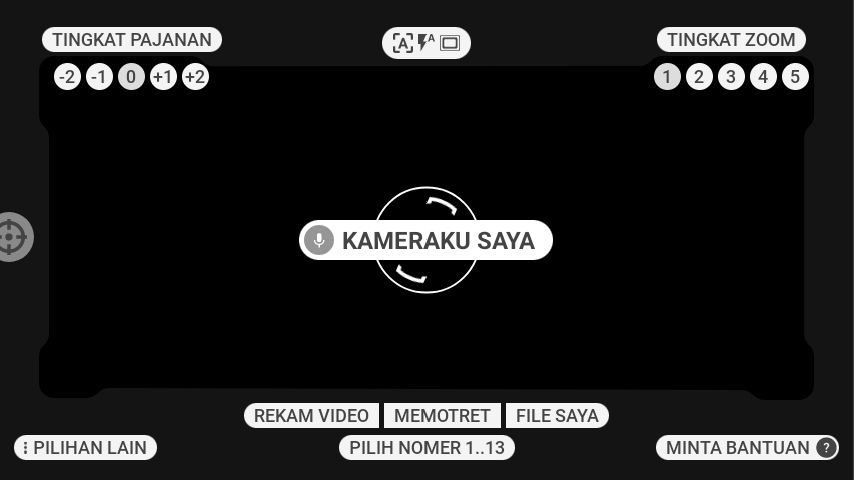 TINGKAT PAJANAN
A
A
TINGKAT ZOOM
-2 -1 0 +1 +2
1 2 3 4 5
KAMERAKU SAYA
REKAM VIDEO
MEMOTRET
FILE SAYA
PILIHAN LAIN
PILIH NOMER 1..13
MINTA BANTUAN ?